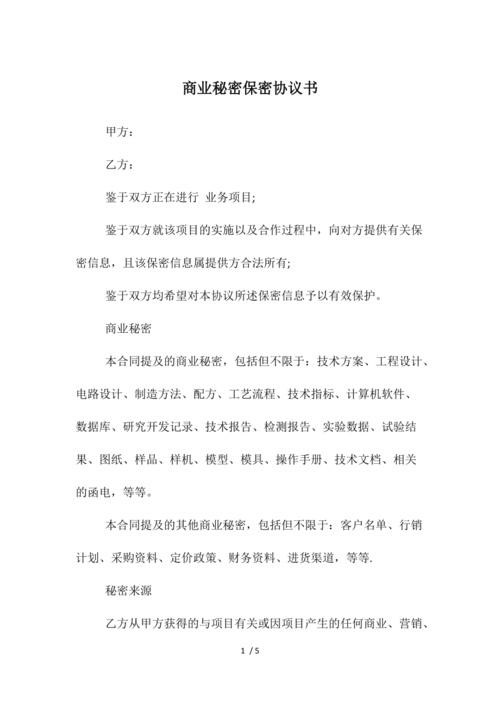 商业秘密保密协议书
甲方：
乙方：
鉴于双方正在进行 业务项目;
鉴于双方就该项目的实施以及合作过程中，向对方提供有关保
密信息，且该保密信息属提供方合法所有;
鉴于双方均希望对本协议所述保密信息予以有效保护。
商业秘密
本合同提及的商业秘密，包括但不限于：技术方案、工程设计、
电路设计、制造方法、配方、工艺流程、技术指标、计算机软件、
数据库、研究开发记录、技术报告、检测报告、实验数据、试验结
果、图纸、样品、样机、模型、模具、操作手册、技术文档、相关
的函电，等等。
本合同提及的其他商业秘密，包括但不限于：客户名单、行销
计划、采购资料、定价政策、财务资料、进货渠道，等等.
秘密来源
乙方从甲方获得的与项目有关或因项目产生的任何商业、营销、
1 / 5